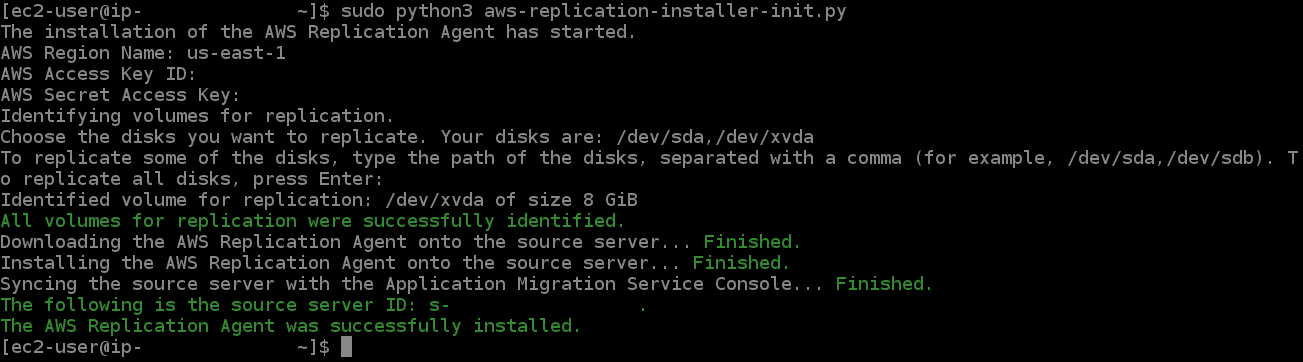 [ec2-user@ip-               ~]$ sudo python3 aws-replication-installer-init.py
The installation of the AWS Replication Agent has started.
AWS Region Name: us-east-1
AWS Access Key ID:
AWS Secret Access Key:
Identifying volumes for replication.
Choose the disks you want to replicate. Your disks are: /dev/sda,/dev/xvda
To replicate some of the disks, type the path of the disks, separated with a comma (for example, /dev/sda,/dev/sdb). T
o replicate all disks, press Enter:
Identified volume for replication: /dev/xvda of size 8 GiB
All volumes for replication were successfully identified.
Downloading the AWS Replication Agent onto the source server... Finished.
Installing the AWS Replication Agent onto the source server... Finished.
Syncing the source server with the Application Migration Service Console... Finished.
The following is the source server ID: s-                 .
The AWS Replication Agent was successfully installed.
[ec2-user@ip-               ~]$